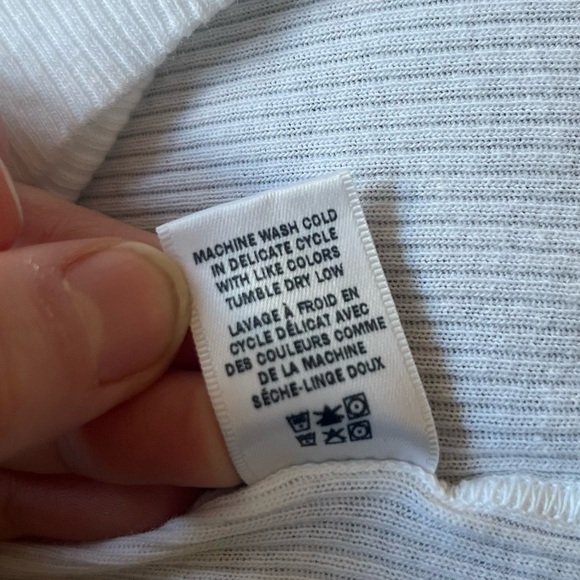 MACHINE WASH COLD
IN DELICATE CYCLE
WITH LIKE COLORS
TUMBLE DRY LOW
LAVAGE À FROID EN
CYCLE DÉLICAT AVEC
DES COULEURS COMME
DE LA MACHINE
SÉCHE-LINGE DOUX